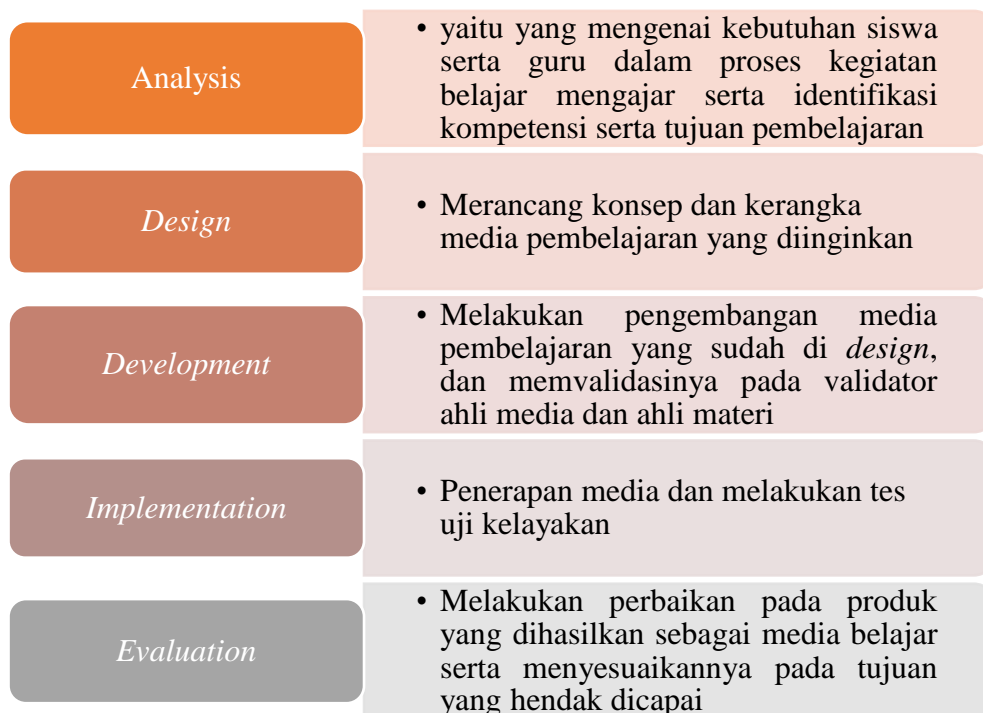 Analysis
• yaitu yang mengenai kebutuhan siswa
serta guru dalam proses kegiatan
belajar mengajar serta identifikasi
kompetensi serta tujuan pembelajaran
Design
• Merancang konsep dan kerangka
media pembelajaran yang diinginkan
Development
• Melakukan pengembangan media
pembelajaran yang sudah di design,
dan memvalidasinya pada validator
ahli media dan ahli materi
Implementation
• Penerapan media dan melakukan tes
uji kelayakan
Evaluation
• Melakukan perbaikan pada produk
yang dihasilkan sebagai media belajar
serta menyesuaikannya pada tujuan
yang hendak dicapai